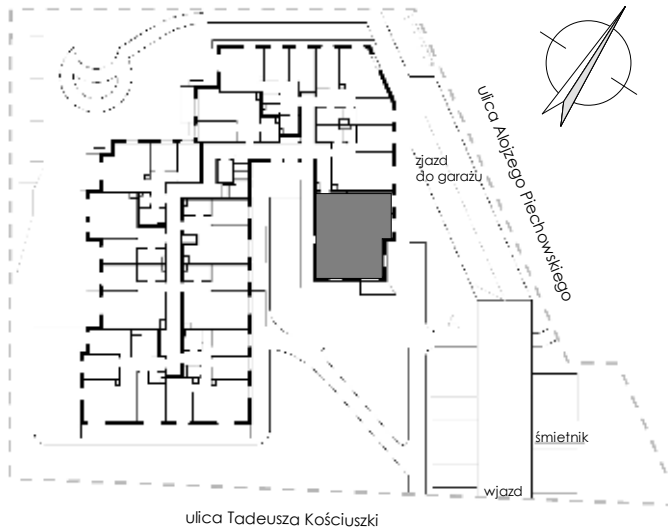 ulica Alojzego Piechowskiego
zjazd
do garażu
śmietnik
wjazd
ulica Tadeusza Kościuszki